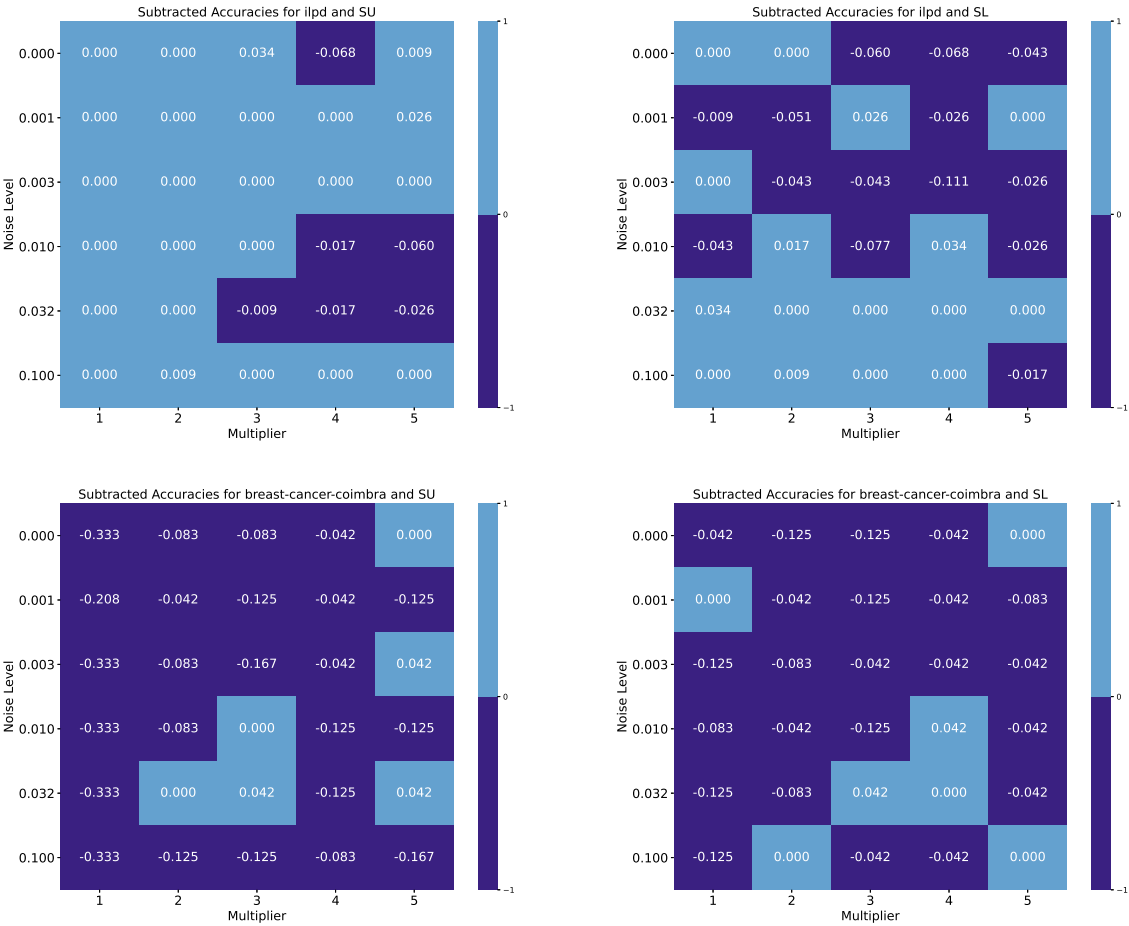 Subtracted Accuracies for ilpd and SU
0.000 0.000 0.000 0.034 -0.068 0.009
0.001 0.000 0.000 0.000 0.000 0.026
0.003 0.000 0.000 0.000 0.000 0.000
0.010 0.000 0.000 0.000 -0.017 -0.060
0.032 0.000 0.000 -0.009 -0.017 -0.026
0.100 0.000 0.009 0.000 0.000 0.000
1 2 3 4 5
Multiplier
Noise Level
1
0
−1
Subtracted Accuracies for ilpd and SL
0.000 0.000 0.000 -0.060 -0.068 -0.043
0.001 -0.009 -0.051 0.026 -0.026 0.000
0.003 0.000 -0.043 -0.043 -0.111 -0.026
0.010 -0.043 0.017 -0.077 0.034 -0.026
0.032 0.034 0.000 0.000 0.000 0.000
0.100 0.000 0.009 0.000 0.000 -0.017
1 2 3 4 5
Multiplier
Noise Level
1
0
−1
Subtracted Accuracies for breast-cancer-coimbra and SU
0.000 -0.333 -0.083 -0.083 -0.042 0.000
0.001 -0.208 -0.042 -0.125 -0.042 -0.125
0.003 -0.333 -0.083 -0.167 -0.042 0.042
0.010 -0.333 -0.083 0.000 -0.125 -0.125
0.032 -0.333 0.000 0.042 -0.125 0.042
0.100 -0.333 -0.125 -0.125 -0.083 -0.167
1 2 3 4 5
Multiplier
Noise Level
1
0
−1
Subtracted Accuracies for breast-cancer-coimbra and SL
0.000 -0.042 -0.125 -0.125 -0.042 0.000
0.001 0.000 -0.042 -0.125 -0.042 -0.083
0.003 -0.125 -0.083 -0.042 -0.042 -0.042
0.010 -0.083 -0.042 -0.125 0.042 -0.042
0.032 -0.125 -0.083 0.042 0.000 -0.042
0.100 -0.125 0.000 -0.042 -0.042 0.000
1 2 3 4 5
Multiplier
Noise Level
1
0
−1